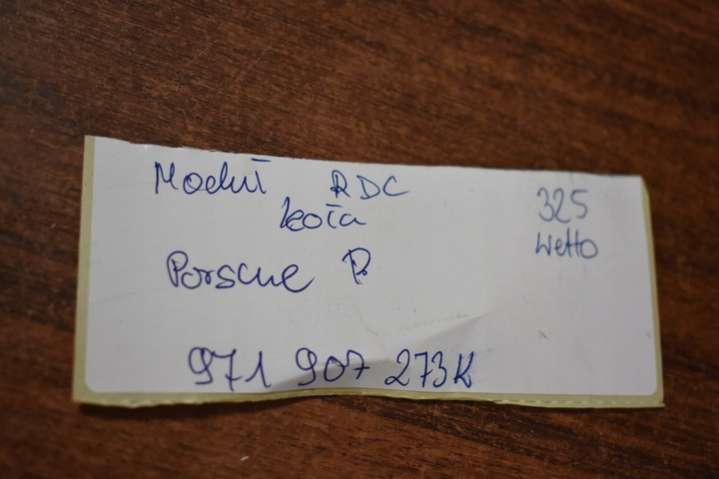 Moduł RDC
koła
Porsche P.
971 907 273K
325
netto